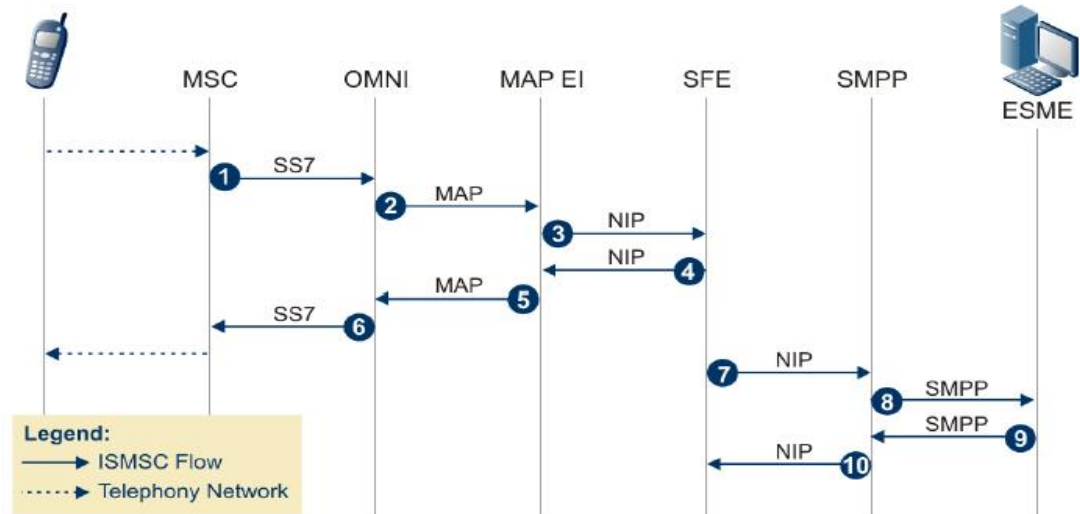 MSC OMNI MAP EI SFE SMPP
ESME
1 SS7
2 MAP
3 NIP
NIP 4
MAP 5
SS7 6
7 NIP
8 SMPP
SMPP 9
NIP 10
Legend:
ISMSC Flow
Telephony Network